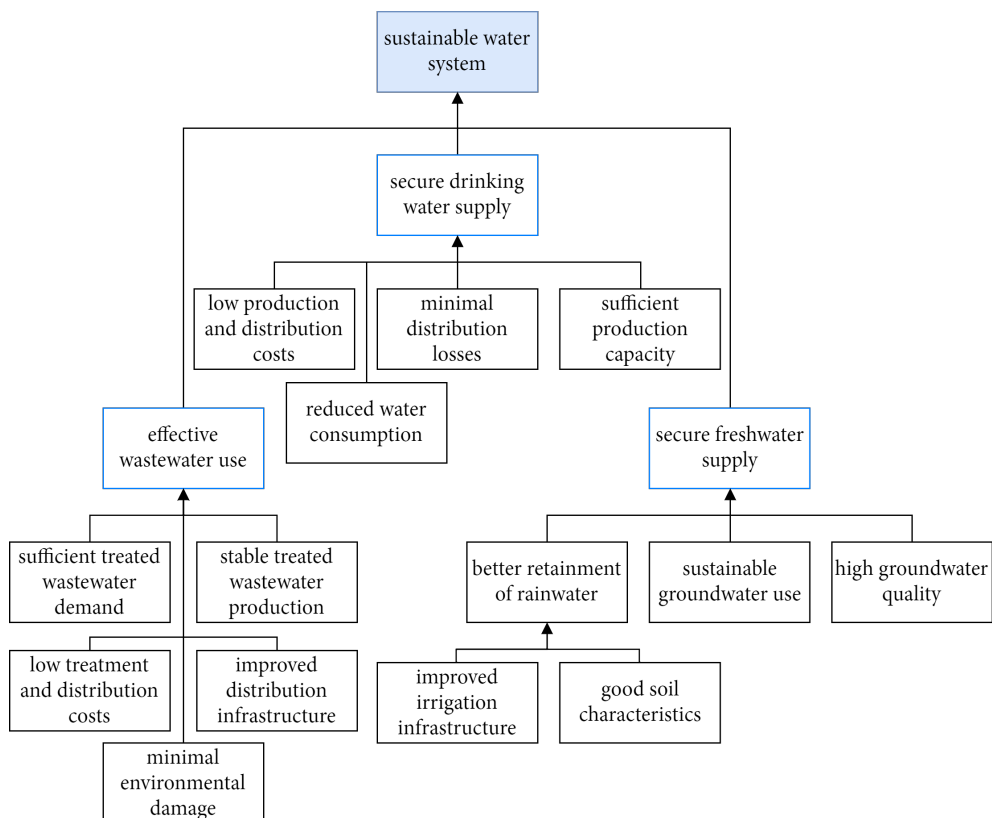 sustainable water
system
secure drinking
water supply
low production
and distribution
costs
minimal
distribution
losses
sufficient
production
capacity
reduced water
consumption
effective
wastewater use
secure freshwater
supply
sufficient treated
wastewater
demand
stable treated
wastewater
production
better retainment
of rainwater
sustainable
groundwater use
high groundwater
quality
low treatment
and distribution
costs
improved
distribution
infrastructure
improved
irrigation
infrastructure
good soil
characteristics
minimal
environmental
damage